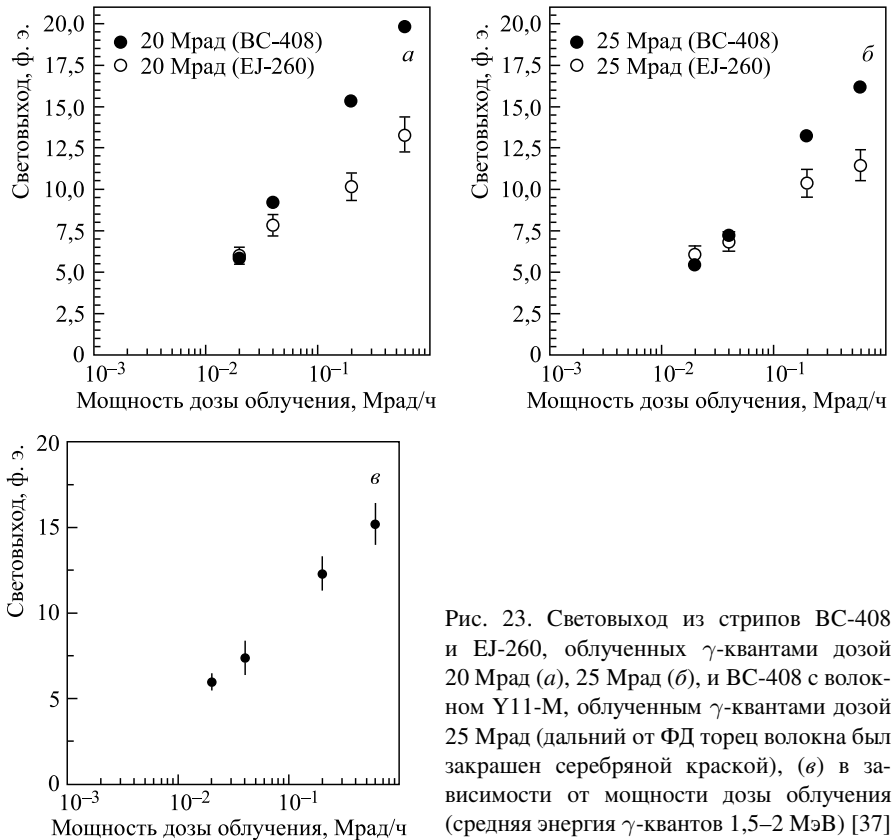 20,0
17,5
15,0
12,5
10,0
7,5
5,0
2,5
0
Световыход, ф. э.
20 Мрад (BC-408)
20 Мрад (EJ-260)
а
10⁻³
10⁻²
10⁻¹
Мощность дозы облучения, Мрад/ч
20,0
17,5
15,0
12,5
10,0
7,5
5,0
2,5
0
Световыход, ф. э.
25 Мрад (BC-408)
25 Мрад (EJ-260)
б
10⁻³
10⁻²
10⁻¹
Мощность дозы облучения, Мрад/ч
20
15
10
5
0
Световыход, ф. э.
в
10⁻³
10⁻²
10⁻¹
Мощность дозы облучения, Мрад/ч
Рис. 23. Световыход из стрипов BC-408
и EJ-260, облученных γ-квантами дозой
20 Мрад (а), 25 Мрад (б), и BC-408 с волок-
ном Y11-M, облученным γ-квантами дозой
25 Мрад (дальний от ФД торец волокна был
закрашен серебряной краской), (в) в за-
висимости от мощности дозы облучения
(средняя энергия γ-квантов 1,5–2 МэВ) [37]